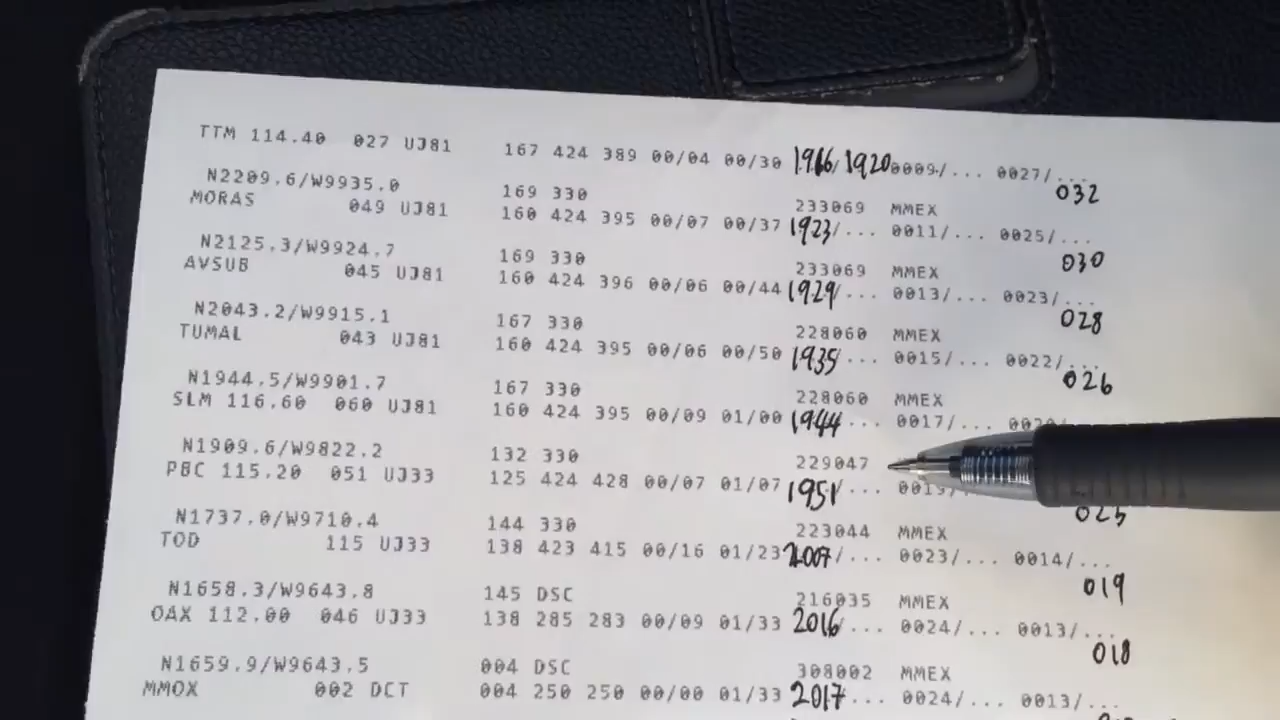 TTM 114.40 027 UJ81 167 424 389 00/04 00/30 1916/1920 0009/... 0027/...
N2209.6/W9935.0 169 330 233069 MMEX 032
MORAS 049 UJ81 160 424 395 00/07 00/37 1923/... 0011/... 0025/...
N2125.3/W9924.7 169 330 233069 MMEX 030
AVSUB 045 UJ81 160 424 396 00/06 00/44 1929/... 0013/... 0023/...
N2043.2/W9915.1 167 330 228060 MMEX 028
TUMAL 043 UJ81 160 424 395 00/06 00/50 1935/... 0015/... 0022/...
N1944.5/W9901.7 167 330 228060 MMEX 026
SLM 116.60 060 UJ81 160 424 395 00/09 01/00 1944... 0017/...
N1909.6/W9822.2 132 330 229047
PBC 115.20 051 UJ33 125 424 428 00/07 01/07 1951/...
N1737.0/W9710.4 144 330 223044 MMEX
TOD 115 UJ33 138 423 415 00/16 01/23 2007/... 0023/... 0014/...
N1658.3/W9643.8 145 DSC 216035 MMEX 019
OAX 112.00 046 UJ33 138 285 283 00/09 01/33 2016/... 0024/... 0013/...
N1659.9/W9643.5 004 DSC 308002 MMEX 018
MMOX 002 DCT 004 250 250 00/00 01/33 2017... 0024/... 0013/...